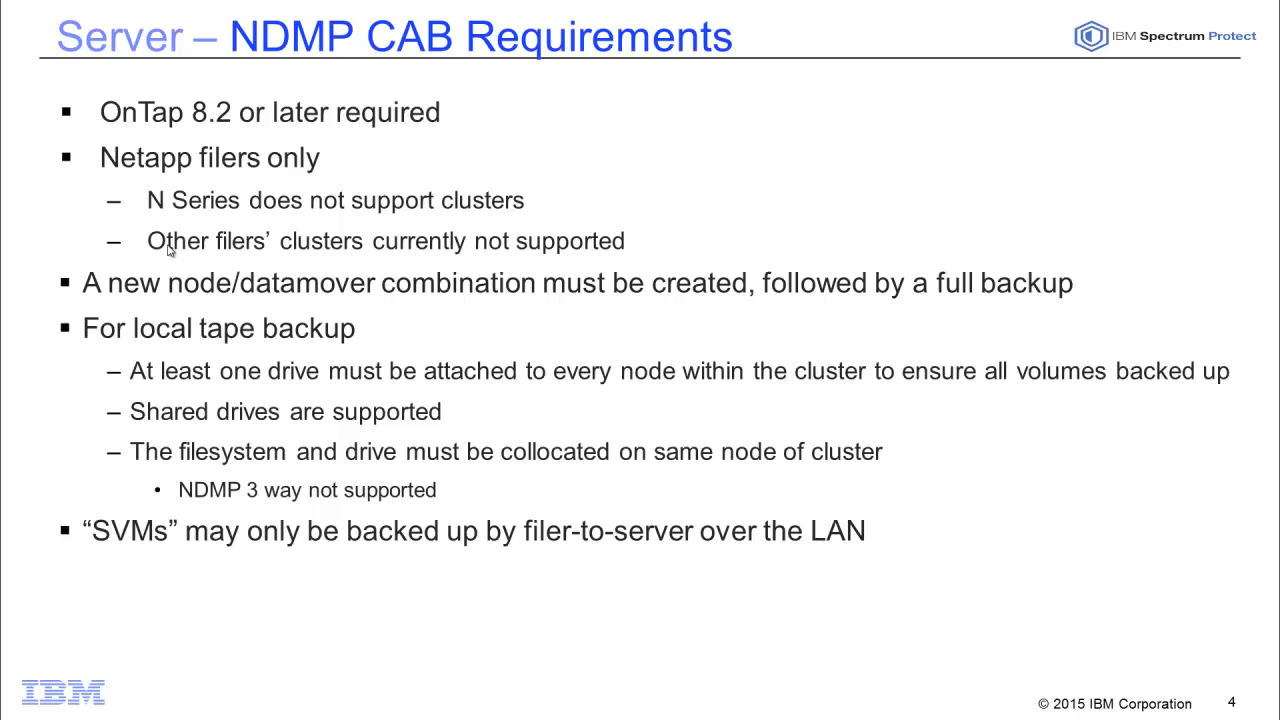 Server – NDMP CAB Requirements
IBM Spectrum Protect
▪ OnTap 8.2 or later required
▪ Netapp filers only
– N Series does not support clusters
– Other filers’ clusters currently not supported
▪ A new node/datamover combination must be created, followed by a full backup
▪ For local tape backup
– At least one drive must be attached to every node within the cluster to ensure all volumes backed up
– Shared drives are supported
– The filesystem and drive must be collocated on same node of cluster
• NDMP 3 way not supported
▪ “SVMs” may only be backed up by filer-to-server over the LAN
IBM
© 2015 IBM Corporation 4